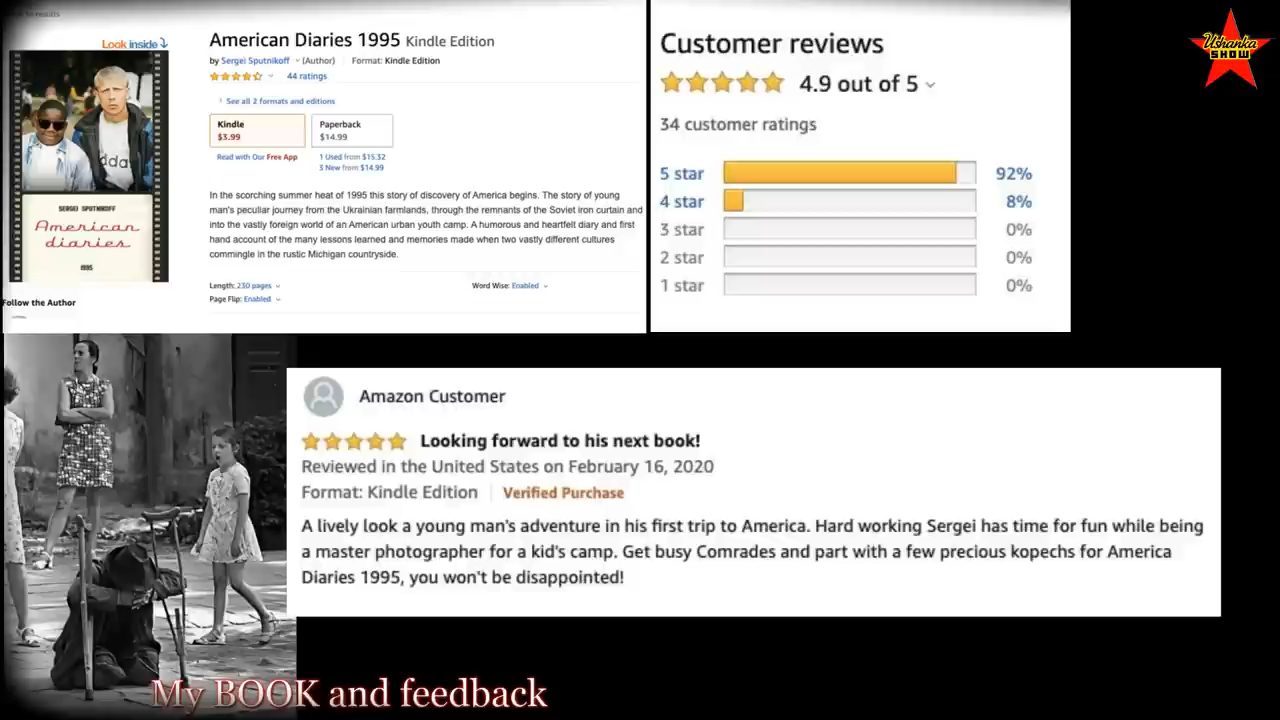 Look inside
American Diaries 1995 Kindle Edition
by Sergei Sputnikoff (Author) Format: Kindle Edition
44 ratings
See all 2 formats and editions
Kindle
$3.99
Paperback
$14.99
Read with Our Free App
1 Used from $15.32
3 New from $14.99
In the scorching summer heat of 1995 this story of discovery of America begins. The story of young
man's peculiar journey from the Ukrainian farmlands, through the remnants of the Soviet iron curtain and
into the vastly foreign world of an American urban youth camp. A humorous and heartfelt diary and first
hand account of the many lessons learned and memories made when two vastly different cultures
commingle in the rustic Michigan countryside.
Length: 230 pages
Word Wise: Enabled
Page Flip: Enabled
SERGEI SPUTNIKOFF
American
diaries
1995
Follow the Author
Customer reviews
4.9 out of 5
34 customer ratings
5 star 92%
4 star 8%
3 star 0%
2 star 0%
1 star 0%
Ushanka
SHOW
Amazon Customer
Looking forward to his next book!
Reviewed in the United States on February 16, 2020
Format: Kindle Edition Verified Purchase
A lively look a young man's adventure in his first trip to America. Hard working Sergei has time for fun while being
a master photographer for a kid's camp. Get busy Comrades and part with a few precious kopechs for America
Diaries 1995, you won't be disappointed!
My BOOK and feedback